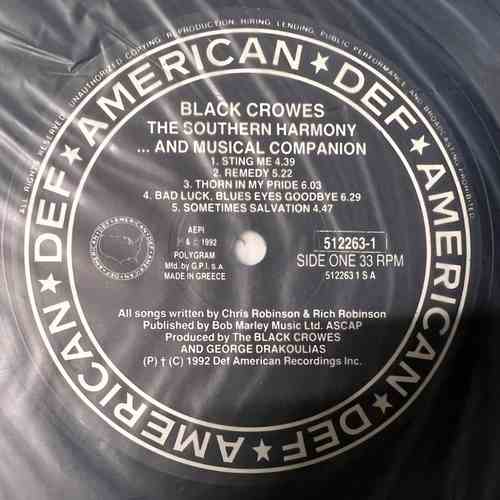 ALL RIGHTS RESERVED. UNAUTHORIZED COPYING, REPRODUCTION, HIRING, LENDING, PUBLIC PERFORMANCE AND BROADCASTING PROHIBITED.
AMERICAN ★ DEF ★ AMERICAN ★ DEF ★ AMERICAN ★ DEF ★
BLACK CROWES
THE SOUTHERN HARMONY
... AND MUSICAL COMPANION
1. STING ME 4.39
2. REMEDY 5.22
3. THORN IN MY PRIDE 6.03
4. BAD LUCK, BLUES EYES GOODBYE 6.29
5. SOMETIMES SALVATION 4.47
AEPI
P & C 1992
POLYGRAM
Mfd. by G.P.I. s.a.
MADE IN GREECE
512263-1
SIDE ONE 33 RPM
512263 1 S A
All songs written by Chris Robinson & Rich Robinson
Published by Bob Marley Music Ltd. ASCAP
Produced by The BLACK CROWES
AND GEORGE DRAKOULIAS
(P) † (C) 1992 Def American Recordings Inc.